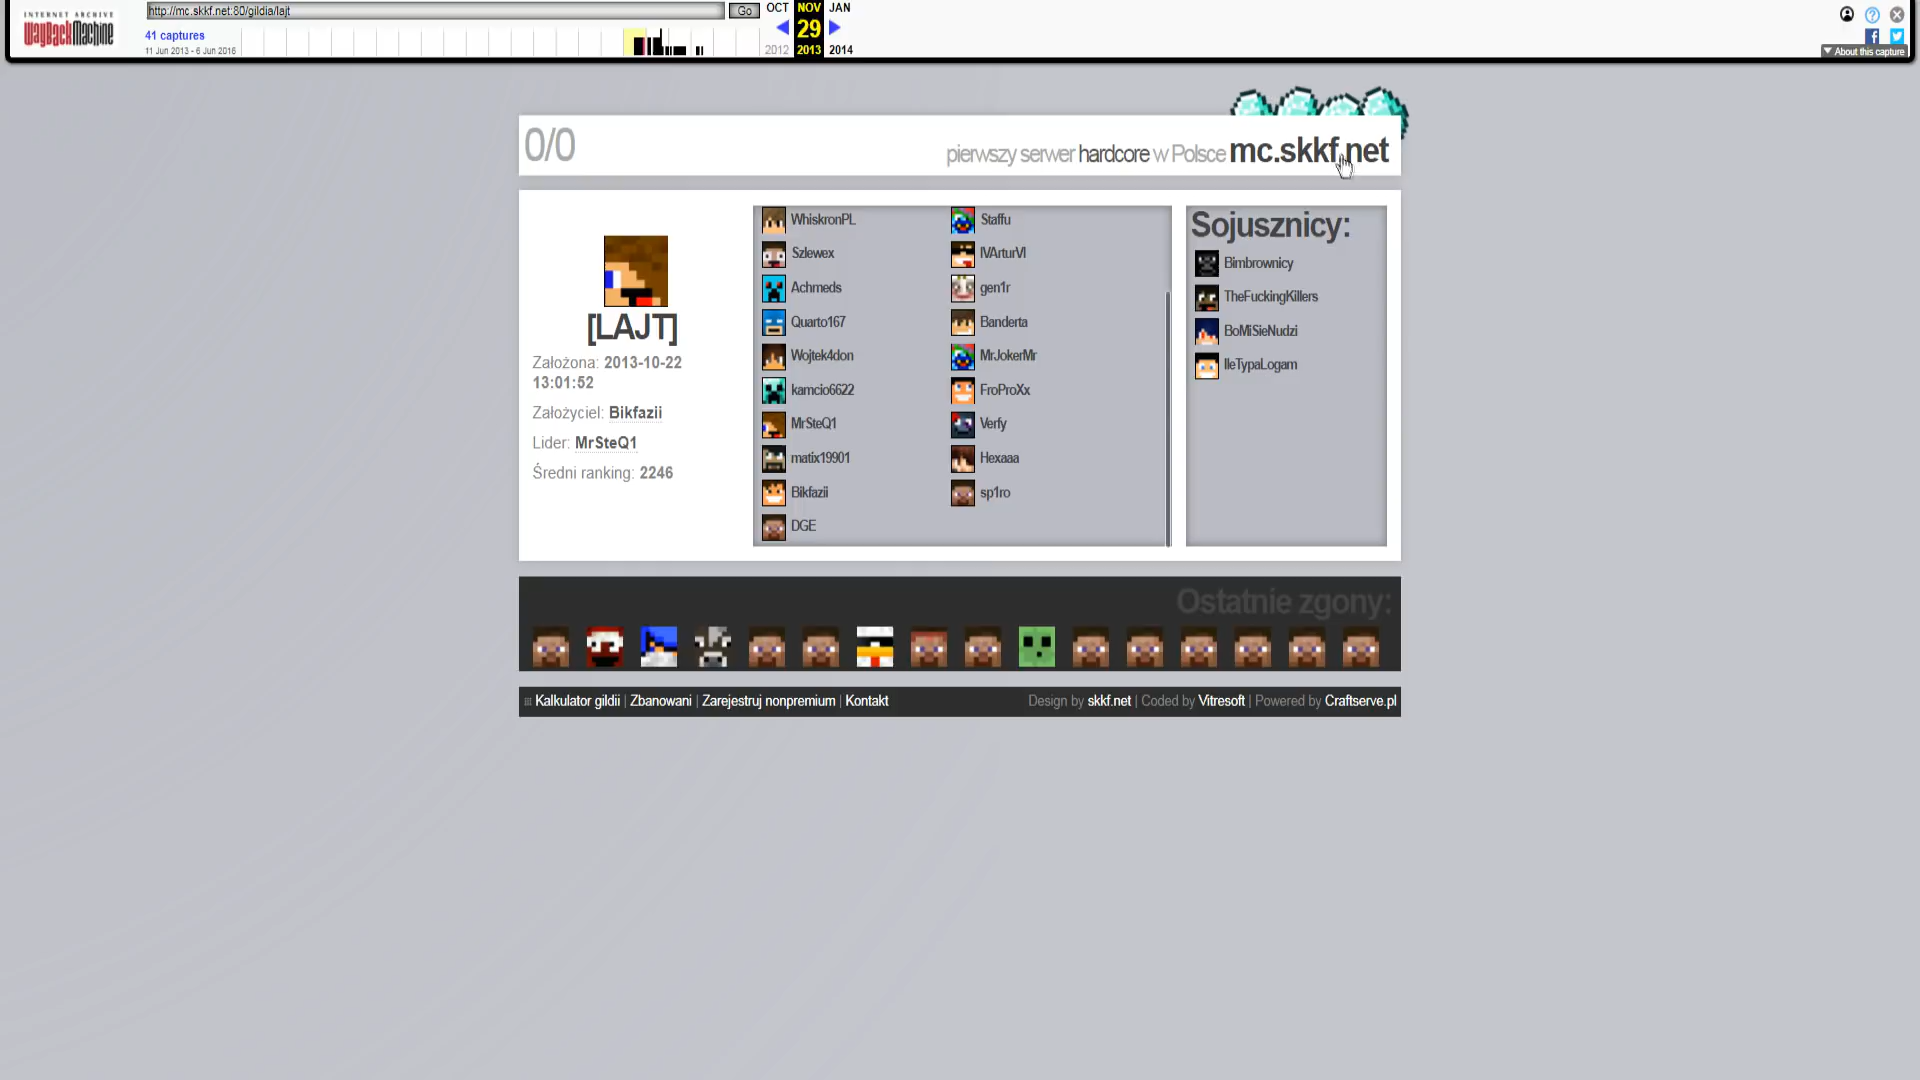 INTERNET ARCHIVE
WayBackMachine
http://mc.skkf.net:80/gildia/lajt
Go
OCT NOV JAN
29
2012 2013 2014
41 captures
11 Jun 2013 - 6 Jun 2016
About this capture
0/0
pierwszy serwer hardcore w Polsce mc.skkf.net
[LAJT]
Założona: 2013-10-22
13:01:52
Założyciel: Bikfazii
Lider: MrSteQ1
Średni ranking: 2246
WhiskronPL
Staffu
Szlewex
IVArturVI
Achmeds
gen1r
Quarto167
Banderta
Wojtek4don
MrJokerMr
kamcio6622
FroProXx
MrSteQ1
Verfy
matix19901
Hexaaa
Bikfazii
sp1ro
DGE
Sojusznicy:
Bimbrownicy
TheFuckingKillers
BoMiSieNudzi
IleTypaLogam
Ostatnie zgony:
Kalkulator gildii | Zbanowani | Zarejestruj nonpremium | Kontakt
Design by skkf.net | Coded by Vitresoft | Powered by Craftserve.pl